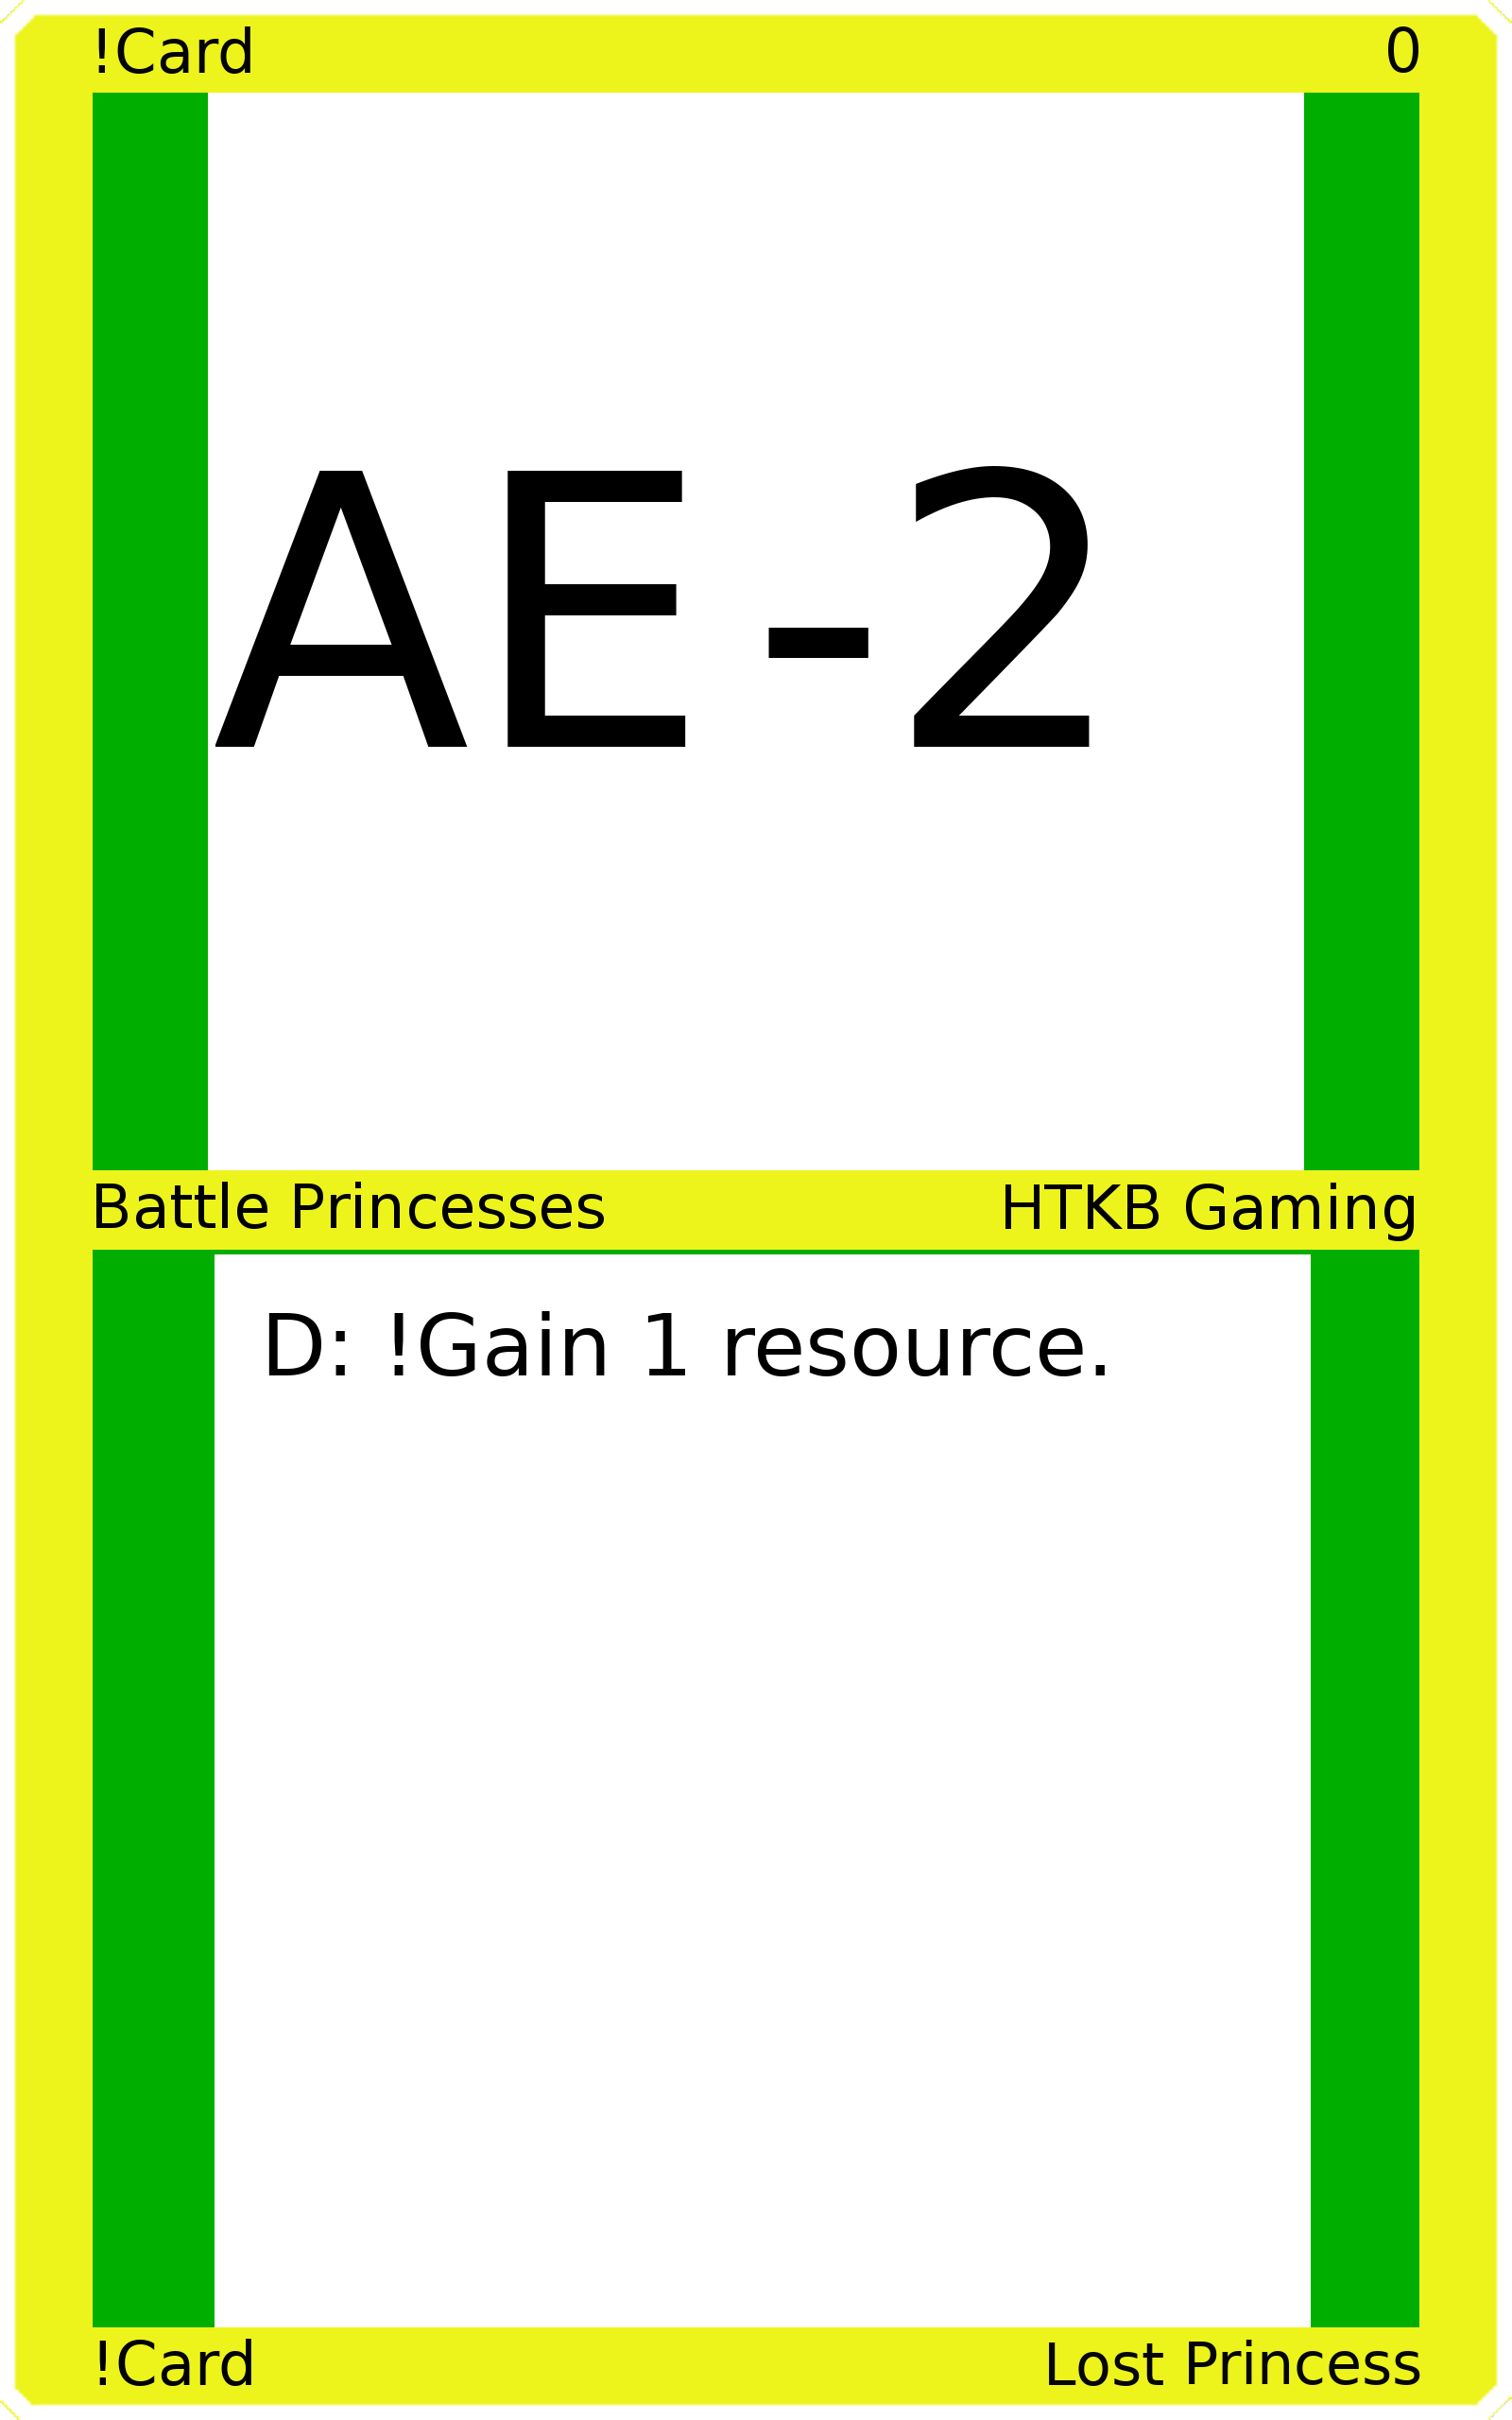 !Card 0
AE-2
Battle Princesses HTKB Gaming
D: !Gain 1 resource.
!Card Lost Princess